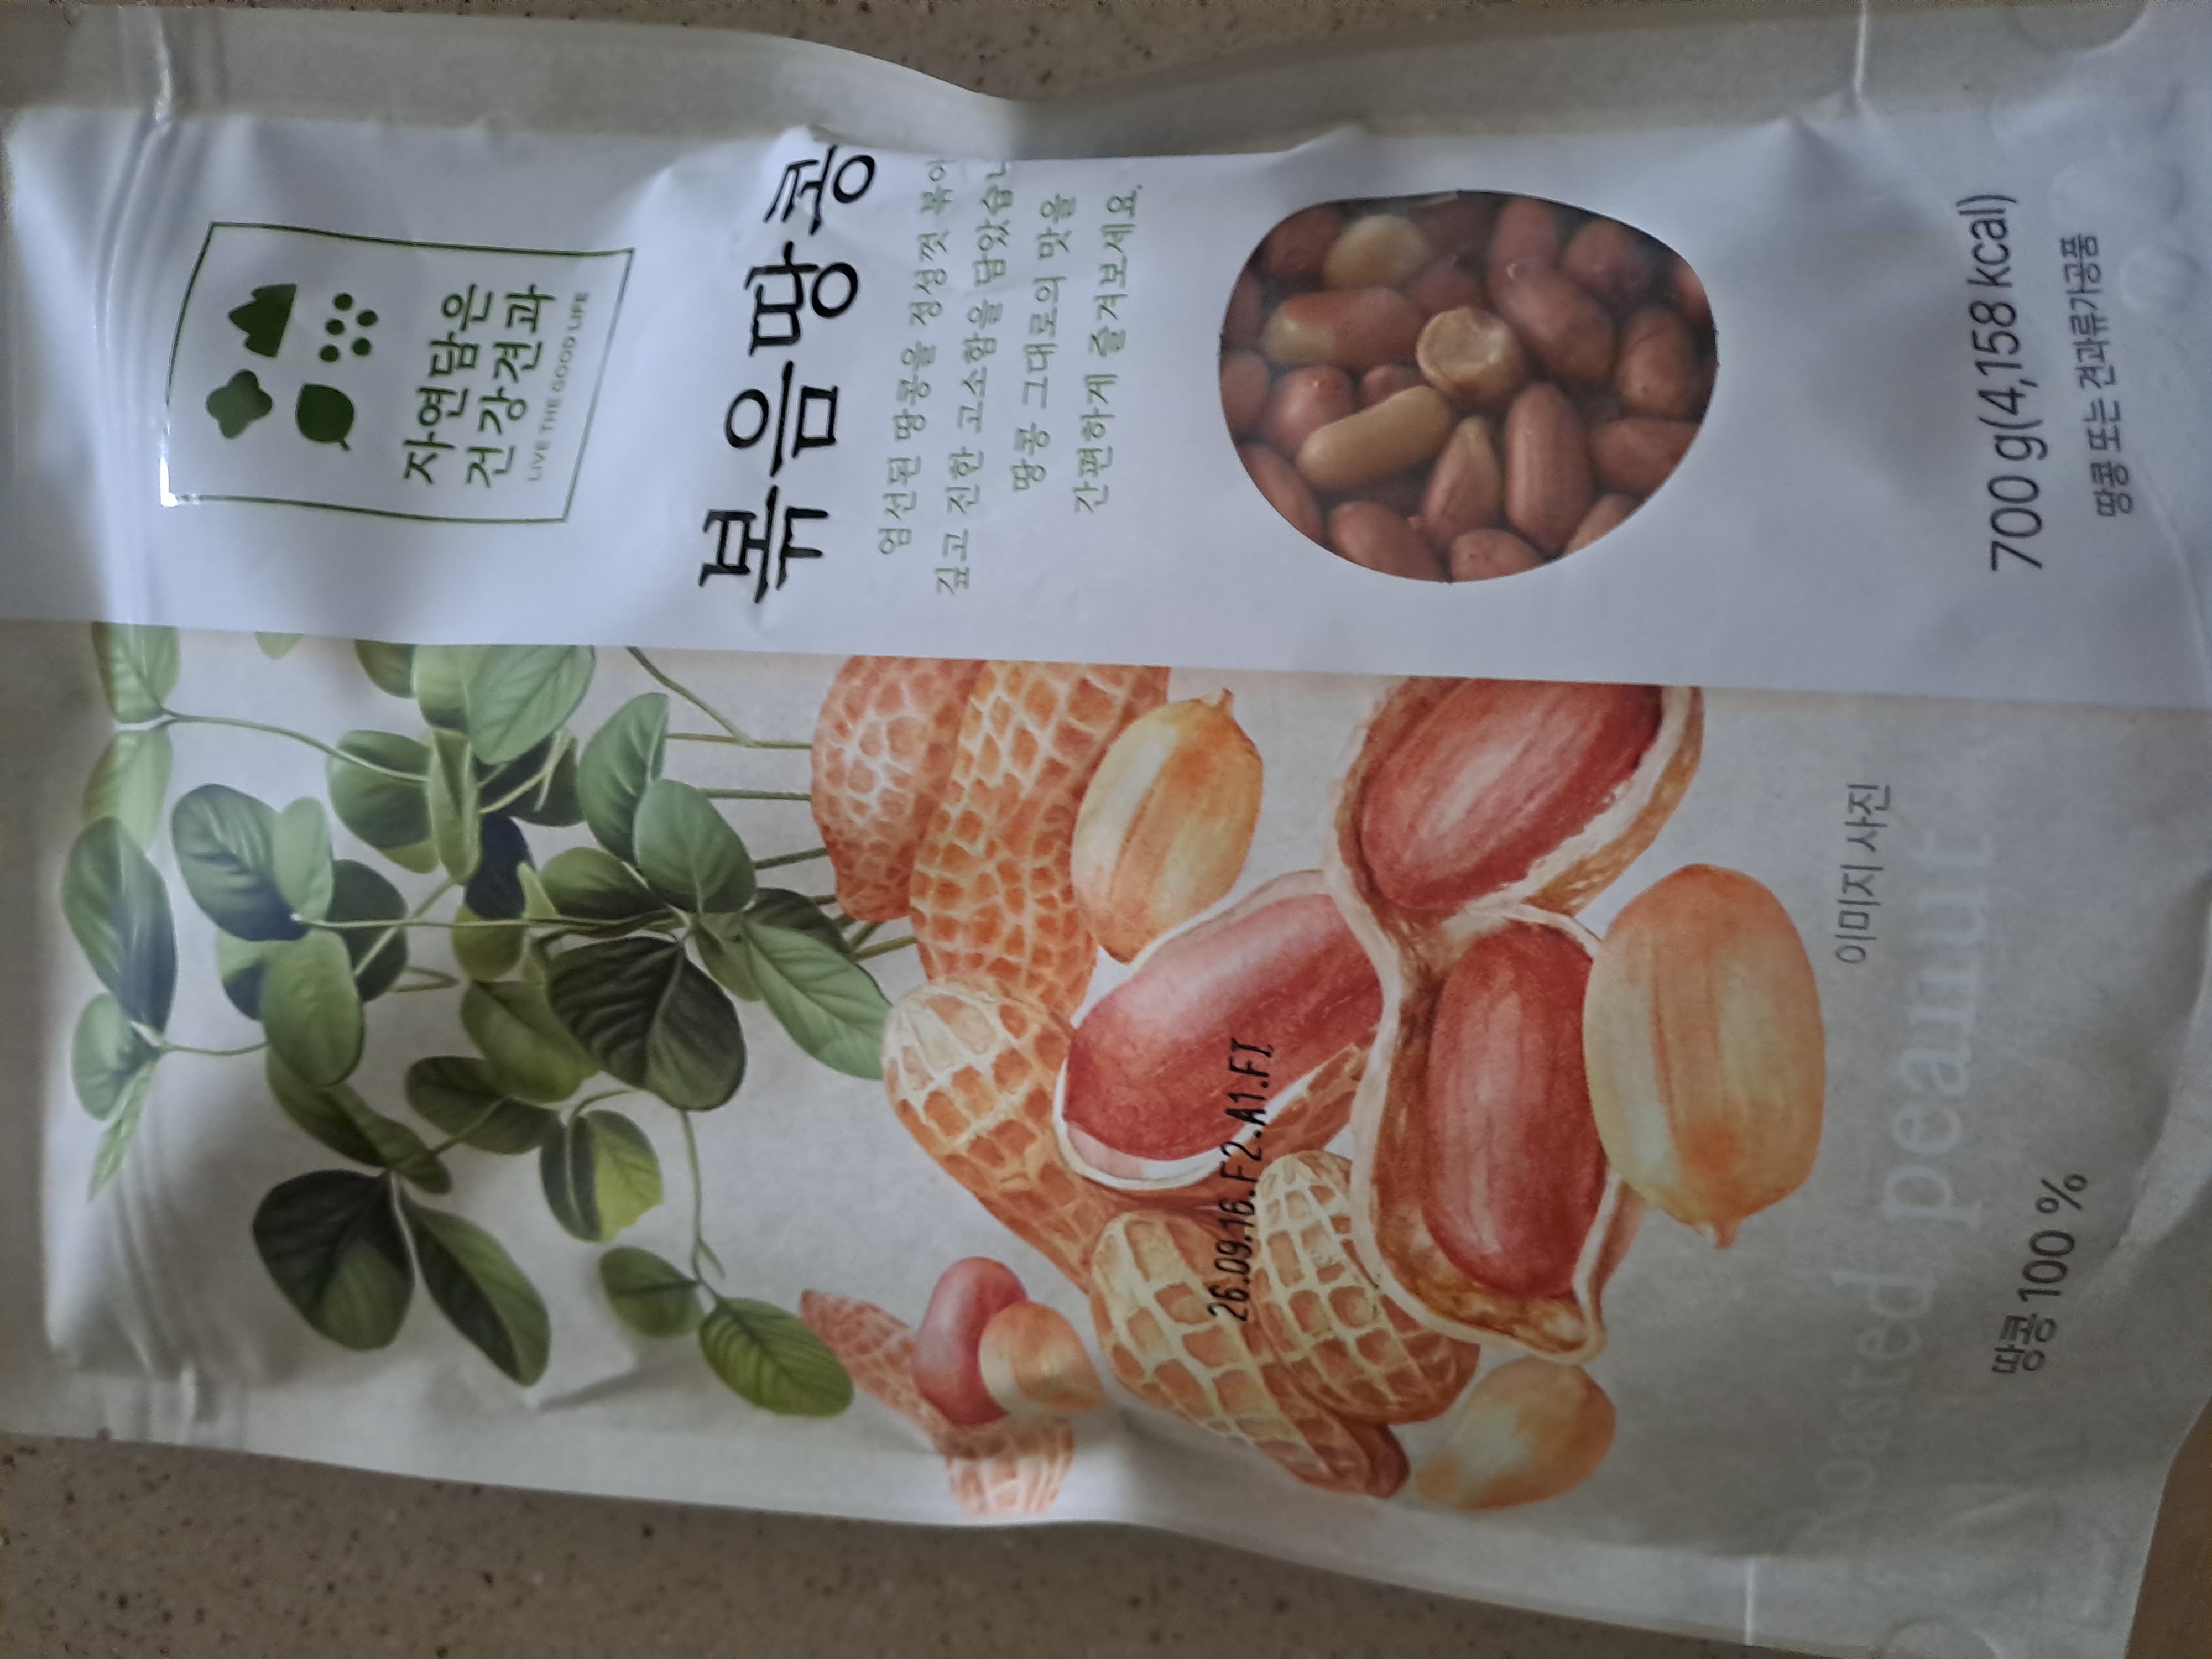 자연담은
건강견과
LIVE THE GOOD LIFE
볶음땅콩
엄선된 땅콩을 정성껏 볶아
깊고 진한 고소함을 담았습니
땅콩 그대로의 맛을
간편하게 즐겨보세요.
700 g(4,158 kcal)
땅콩 또는 견과류가공품
26.09.16.F2.A1.FI
이미지 사진
roasted peanut
땅콩 100 %